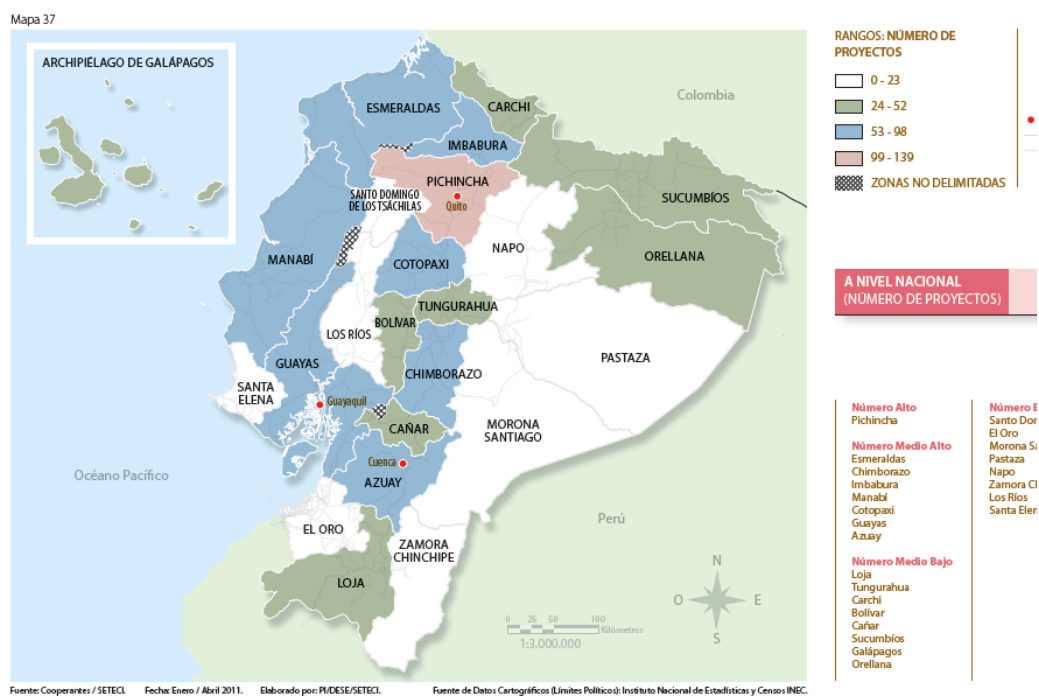 Mapa 37
ARCHIPIÉLAGO DE GALÁPAGOS
Colombia
ESMERALDAS
CARCHI
IMBABURA
PICHINCHA
Quito
SANTO DOMINGO
DE LOS TSÁCHILAS
SUCUMBÍOS
NAPO
ORELLANA
MANABÍ
COTOPAXI
TUNGURAHUA
BOLÍVAR
LOS RÍOS
PASTAZA
GUAYAS
CHIMBORAZO
SANTA
ELENA
Guayaquil
CAÑAR
MORONA
SANTIAGO
Cuenca
AZUAY
Océano Pacífico
Perú
EL ORO
ZAMORA
CHINCHIPE
LOJA
N
O
E
S
0 25 50 100
Kilómetros
1:3.000.000
RANGOS: NÚMERO DE
PROYECTOS
0 - 23
24 - 52
53 - 98
99 - 139
ZONAS NO DELIMITADAS
A NIVEL NACIONAL
(NÚMERO DE PROYECTOS)
Número Alto
Pichincha
Número Medio Alto
Esmeraldas
Chimborazo
Imbabura
Manabí
Cotopaxi
Guayas
Azuay
Número Medio Bajo
Loja
Tungurahua
Carchi
Bolívar
Cañar
Sucumbíos
Galápagos
Orellana
Número
Santo
El Oro
Morona
Pastaza
Napo
Zamora
Los Ríos
Santa
Fuente: Cooperantes / SETECI. Fecha: Enero / Abril 2011. Elaborado por: PI/DESE/SETECI. Fuente de Datos Cartográficos (Límites Políticos): Instituto Nacional de Estadísticas y Censos INEC.